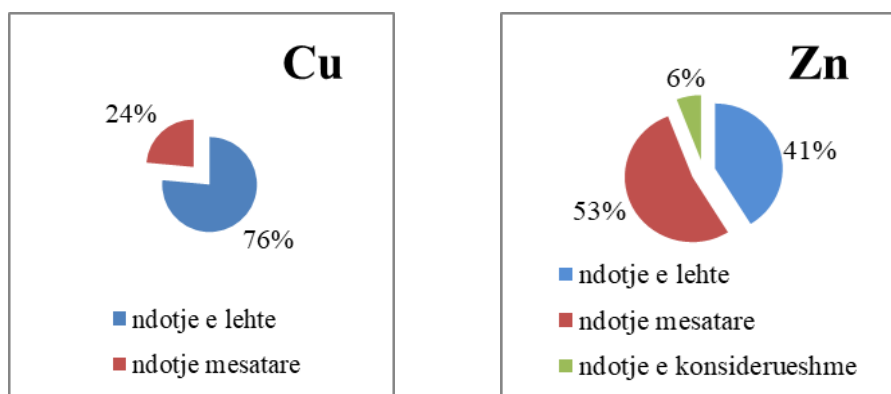 Cu
24%
76%
ndotje e lehte
ndotje mesatare
Zn
6%
41%
53%
ndotje e lehte
ndotje mesatare
ndotje e konsiderueshme